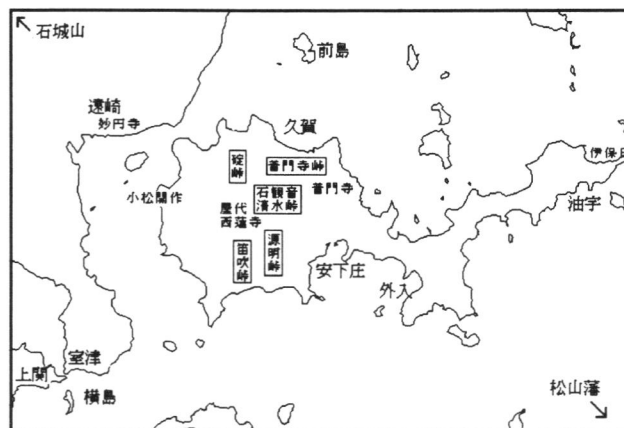 石城山
前島
遠崎
妙円寺
久賀
碇峠
普門寺峠
伊保田
小松開作
石観音
清水峠
普門寺
屋代
西蓮寺
油宇
笛吹峠
源明峠
安下庄
外入
室津
上関
横島
松山藩